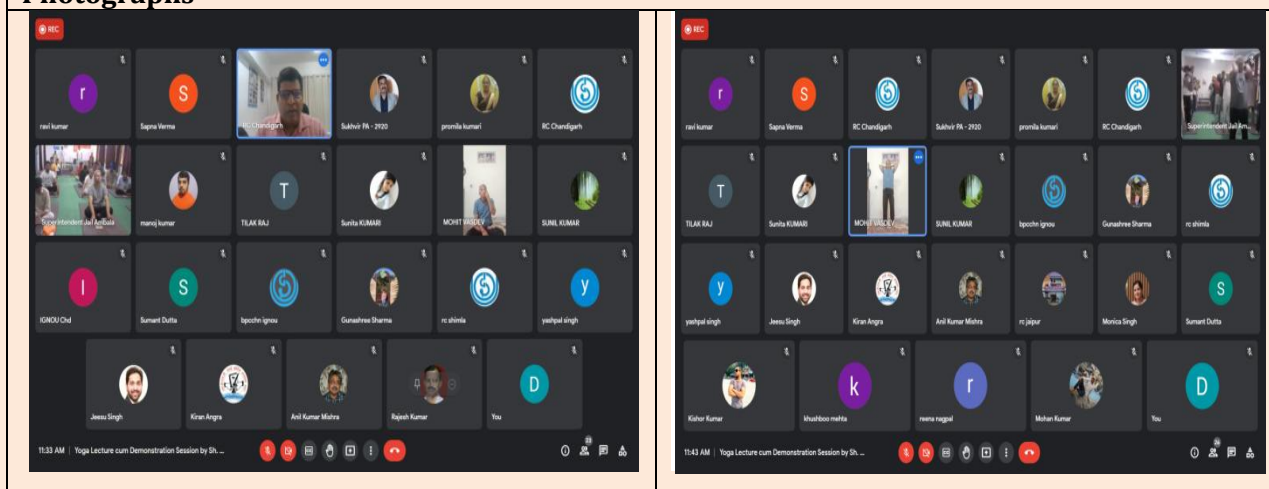 Photographs
REC
r
S
ravi kumar
Sapna Verma
RC Chandigarh
Sukhvir PA - 2920
promila kumari
RC Chandigarh
T
Superintendent Jail Ambala
manoj kumar
TILAK RAJ
Sunita KUMARI
MOHIT VASDEV
SUNIL KUMAR
I
S
y
IGNOU Chd
Sumant Dutta
bpcchn ignou
Gunashree Sharma
rc shimla
yashpal singh
D
Jeesu Singh
Kiran Angra
Anil Kumar Mishra
Rajesh Kumar
You
11:33 AM | Yoga Lecture cum Demonstration Session by Sh. ...
23
REC
r
S
ravi kumar
Sapna Verma
RC Chandigarh
Sukhvir PA - 2920
promila kumari
RC Chandigarh
Superintendent Jail Am...
T
TILAK RAJ
Sunita KUMARI
MOHIT VASDEV
SUNIL KUMAR
bpcchn ignou
Gunashree Sharma
rc shimla
y
S
yashpal singh
Jeesu Singh
Kiran Angra
Anil Kumar Mishra
rc jaipur
Monica Singh
Sumant Dutta
k
r
D
Kishor Kumar
khushboo mehta
reena nagpal
Mohan Kumar
You
11:43 AM | Yoga Lecture cum Demonstration Session by Sh. ...
26